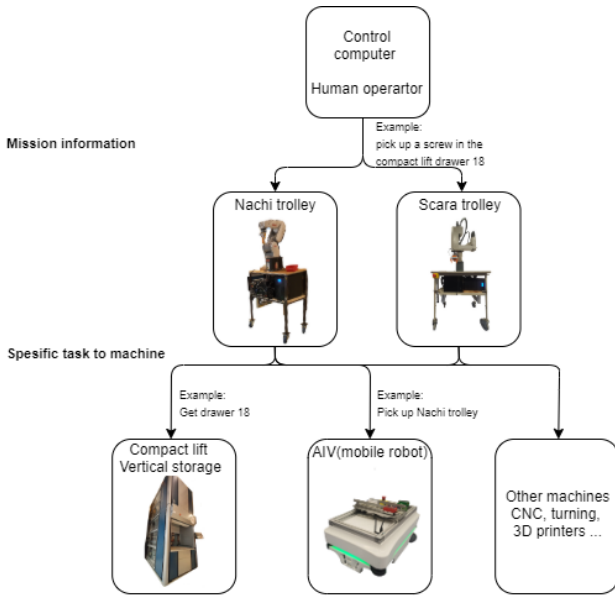 Control
computer
Human operartor
Mission information
Example:
pick up a screw in the
compact lift drawer 18
Nachi trolley
Scara trolley
Spesific task to machine
Example:
Get drawer 18
Example:
Pick up Nachi trolley
Compact lift
Vertical storage
AIV(mobile robot)
Other machines
CNC, turning,
3D printers ...